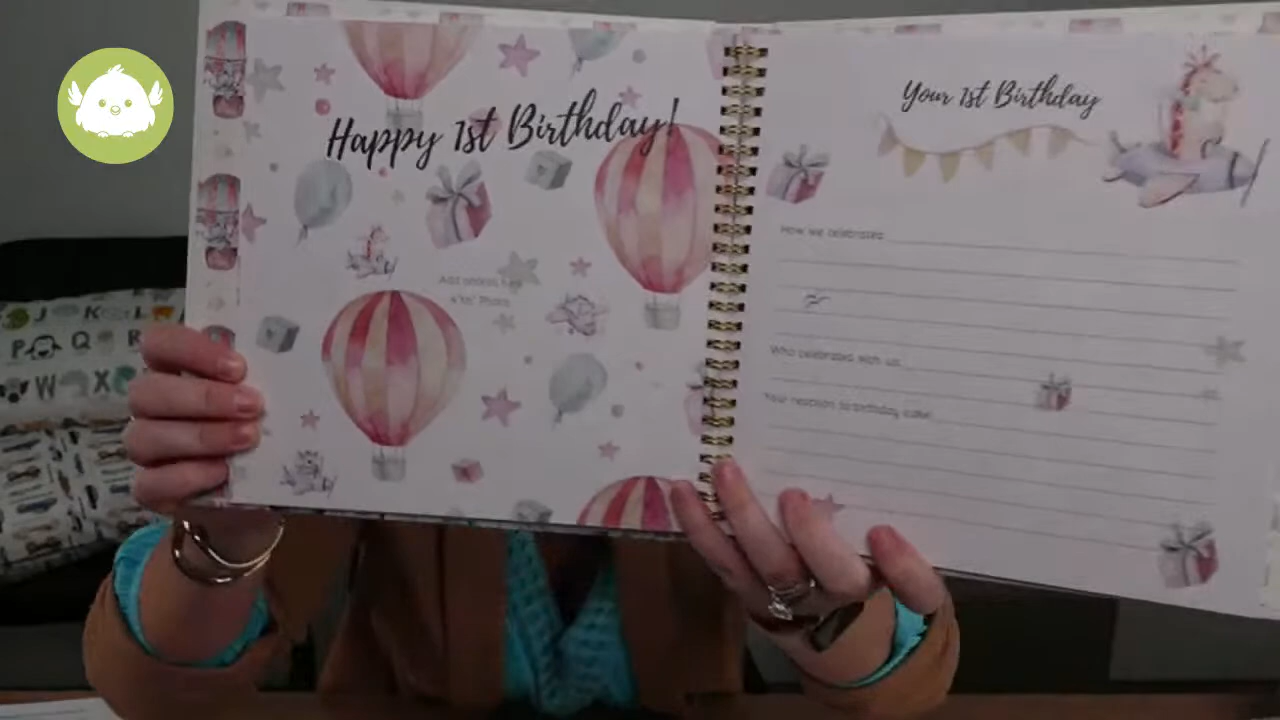 Happy 1st Birthday!
Your 1st Birthday
How we celebrated
Who celebrated with us
Your reaction to birthday cake
J K L
P Q R
W X